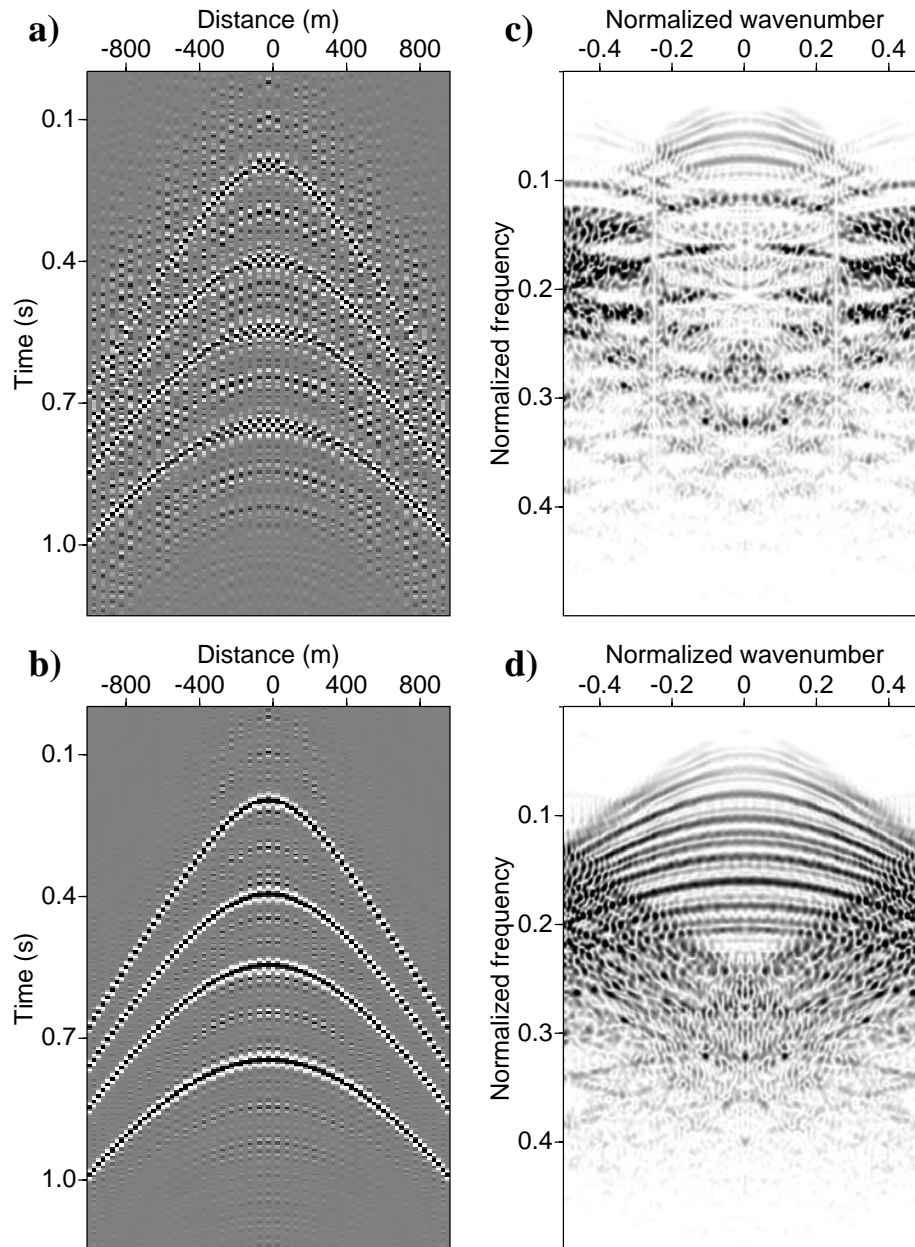 a)
Distance (m)
-800 -400 0 400 800
Time (s)
0.1
0.4
0.7
1.0
c)
Normalized wavenumber
-0.4 -0.2 0 0.2 0.4
Normalized frequency
0.1
0.2
0.3
0.4
b)
Distance (m)
-800 -400 0 400 800
Time (s)
0.1
0.4
0.7
1.0
d)
Normalized wavenumber
-0.4 -0.2 0 0.2 0.4
Normalized frequency
0.1
0.2
0.3
0.4